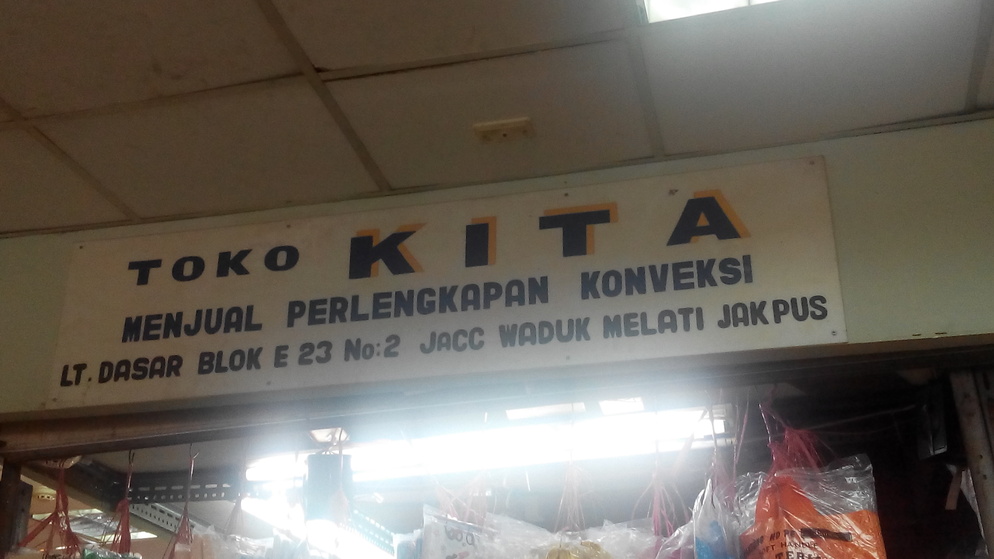 TOKO KITA
MENJUAL PERLENGKAPAN KONVEKSI
LT. DASAR BLOK E 23 No:2 JACC WADUK MELATI JAKPUS